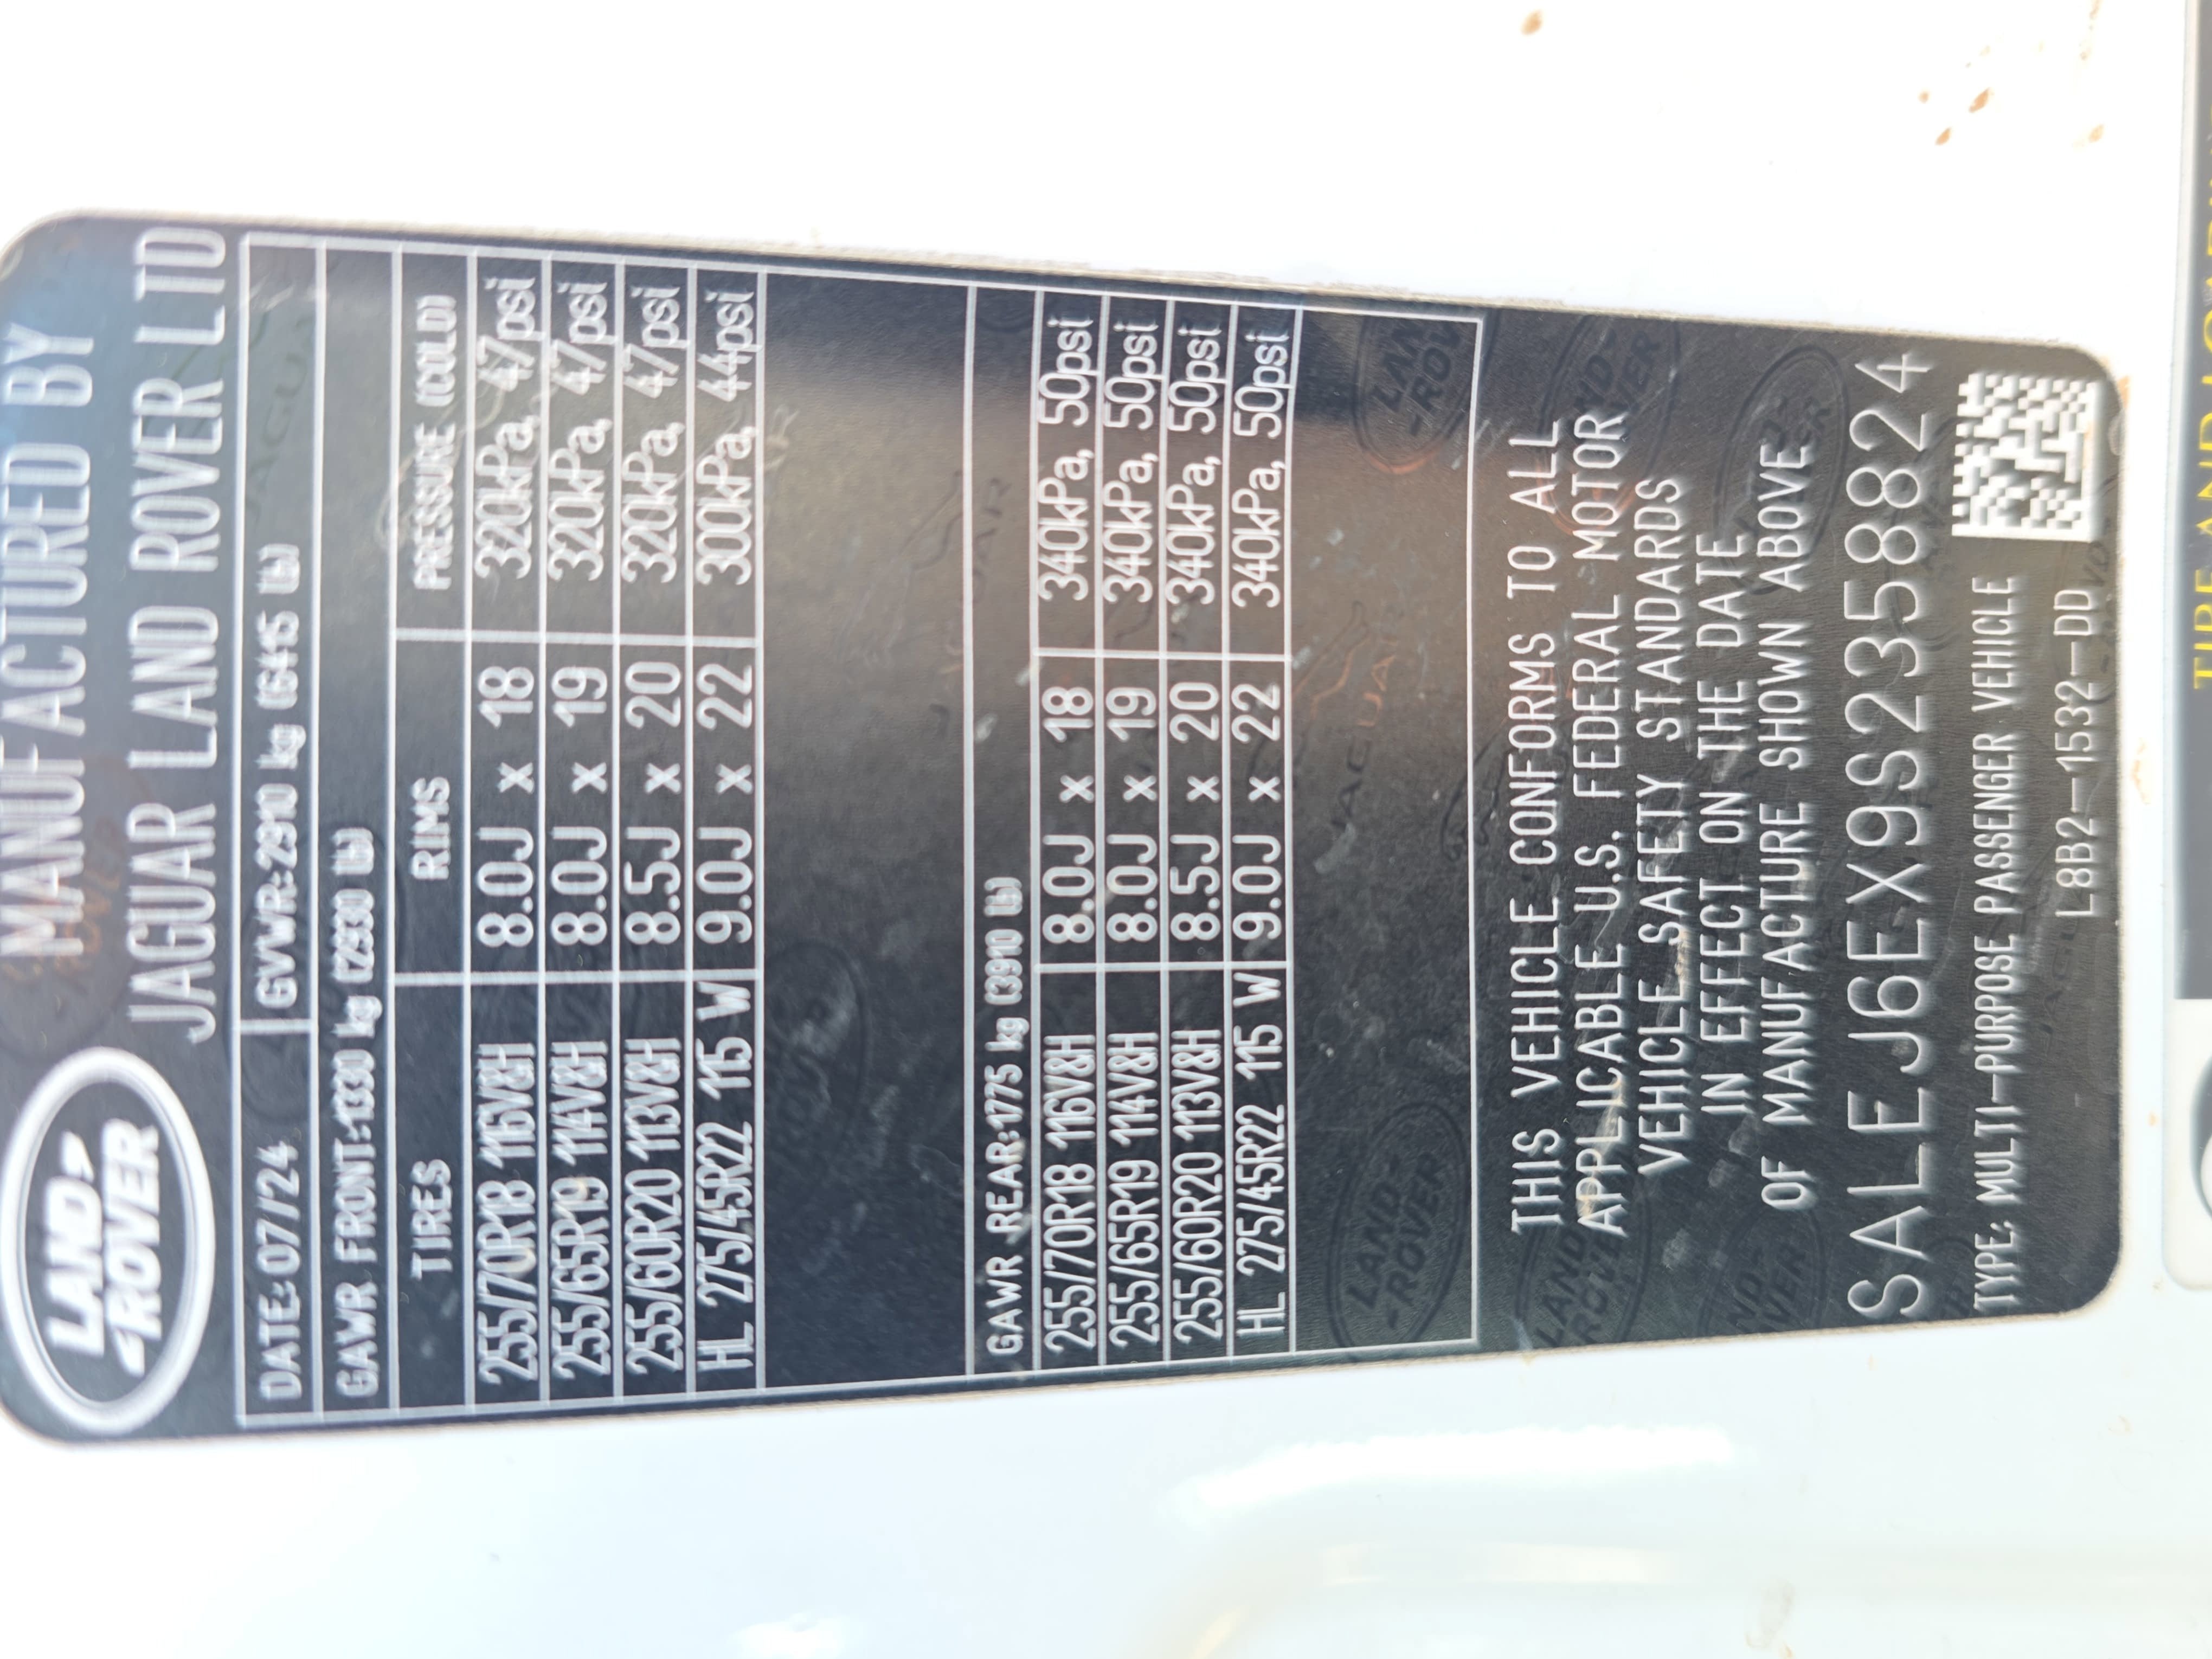 LAND-
-ROVER
MANUFACTURED BY
JAGUAR LAND ROVER LTD
DATE: 07/24 GVWR: 2910 kg (6415 lb)
GAWR FRONT: 1330 kg (2930 lb)
TIRES RIMS PRESSURE (COLD)
255/70R18 116V&H 8.0J x 18 320kPa, 47psi
255/65R19 114V&H 8.0J x 19 320kPa, 47psi
255/60R20 113V&H 8.5J x 20 320kPa, 47psi
HL 275/45R22 115 W 9.0J x 22 300kPa, 44psi
GAWR REAR: 1775 kg (3910 lb)
255/70R18 116V&H 8.0J x 18 340kPa, 50psi
255/65R19 114V&H 8.0J x 19 340kPa, 50psi
255/60R20 113V&H 8.5J x 20 340kPa, 50psi
HL 275/45R22 115 W 9.0J x 22 340kPa, 50psi
THIS VEHICLE CONFORMS TO ALL
APPLICABLE U.S. FEDERAL MOTOR
VEHICLE SAFETY STANDARDS
IN EFFECT ON THE DATE
OF MANUFACTURE SHOWN ABOVE
SALEJ6EX9S2358824
TYPE: MULTI-PURPOSE PASSENGER VEHICLE
L8B2-1532-DD